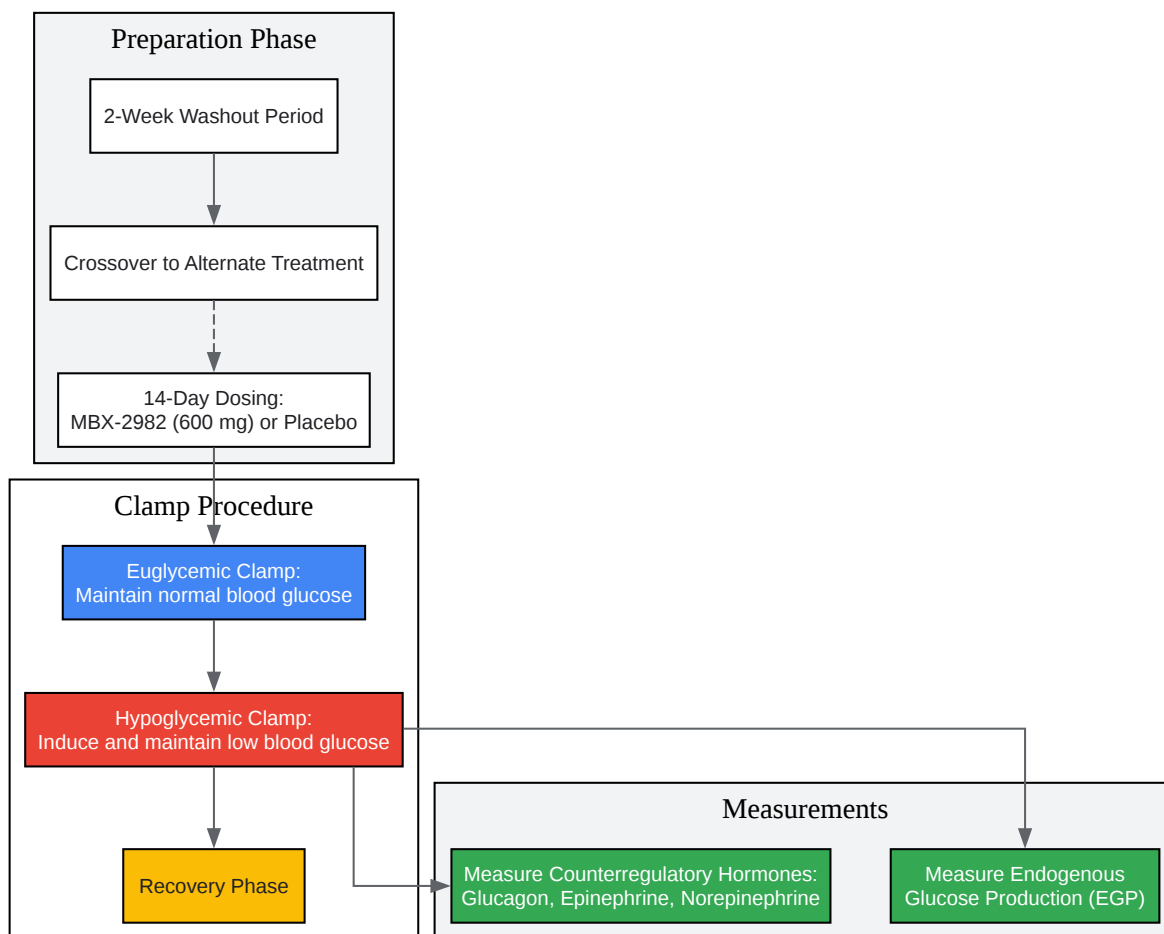 Preparation Phase
2-Week Washout Period
Crossover to Alternate Treatment
14-Day Dosing:
MBX-2982 (600 mg) or Placebo
Clamp Procedure
Euglycemic Clamp:
Maintain normal blood glucose
Hypoglycemic Clamp:
Induce and maintain low blood glucose
Recovery Phase
Measurements
Measure Counterregulatory Hormones:
Glucagon, Epinephrine, Norepinephrine
Measure Endogenous
Glucose Production (EGP)